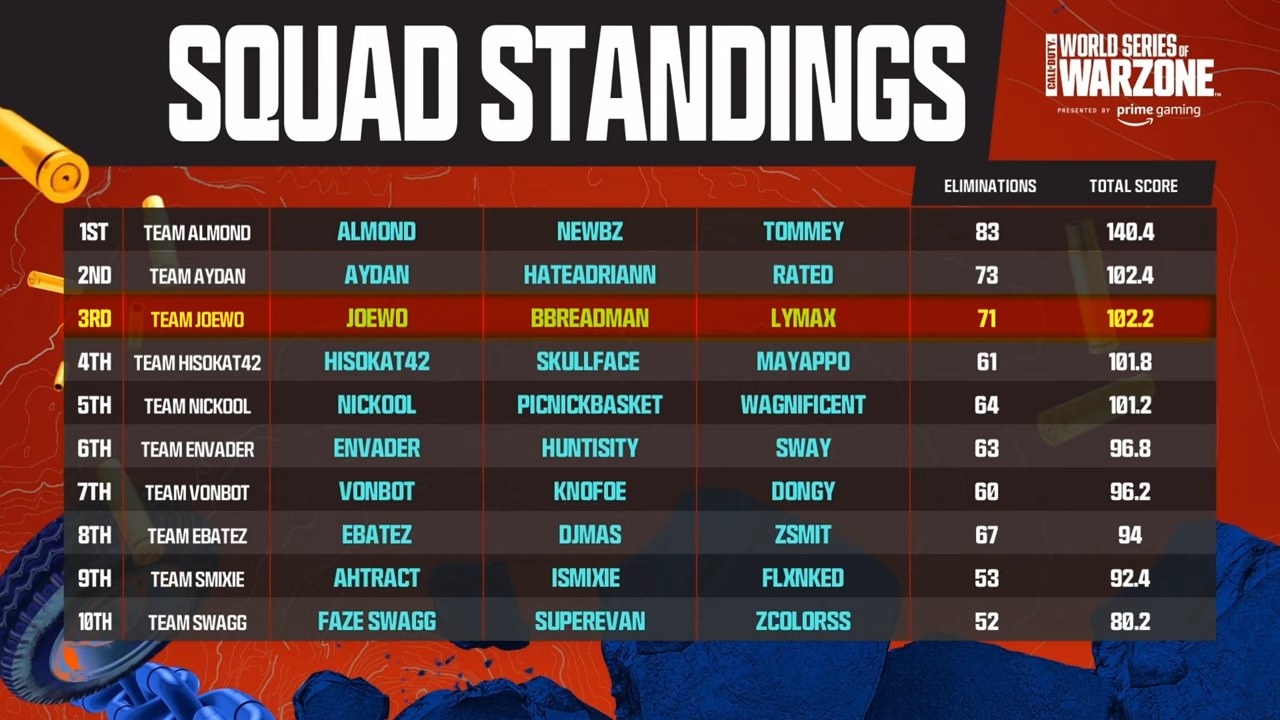 SQUAD STANDINGS
CALL OF DUTY
WORLD SERIES OF
WARZONE™
PRESENTED BY prime gaming
ELIMINATIONS TOTAL SCORE
1ST TEAM ALMOND ALMOND NEWBZ TOMMEY 83 140.4
2ND TEAM AYDAN AYDAN HATEADRIANN RATED 73 102.4
3RD TEAM JOEWO JOEWO BBREADMAN LYMAX 71 102.2
4TH TEAM HISOKAT42 HISOKAT42 SKULLFACE MAYAPPO 61 101.8
5TH TEAM NICKOOL NICKOOL PICNICKBASKET WAGNIFICENT 64 101.2
6TH TEAM ENVADER ENVADER HUNTISITY SWAY 63 96.8
7TH TEAM VONBOT VONBOT KNOFOE DONGY 60 96.2
8TH TEAM EBATEZ EBATEZ DJMAS ZSMIT 67 94
9TH TEAM SMIXIE AHTRACT ISMIXIE FLXNKED 53 92.4
10TH TEAM SWAGG FAZE SWAGG SUPEREVAN ZCOLORSS 52 80.2